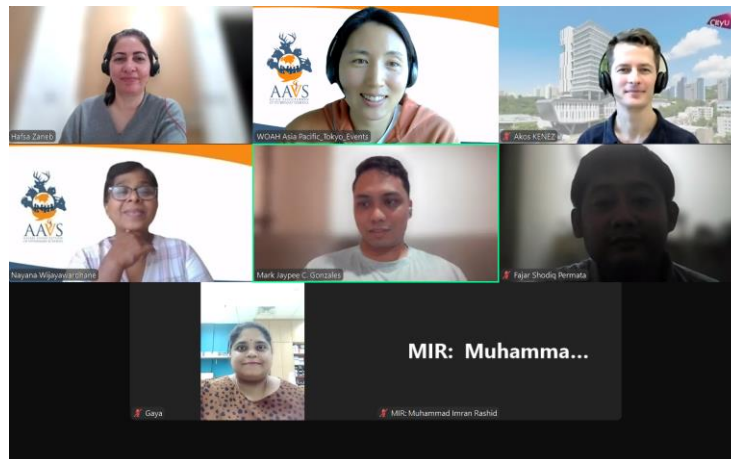 CityU
AAVS
Hafsa Zaneb
WOAH Asia Pacific_Tokyo_Events
Akos KENEZ
AAVS
Nayana Wijayawardhane
Mark Jaypee C. Gonzales
Fajar Shodiq Permata
MIR: Muhamma...
Gaya
MIR: Muhammad Imran Rashid